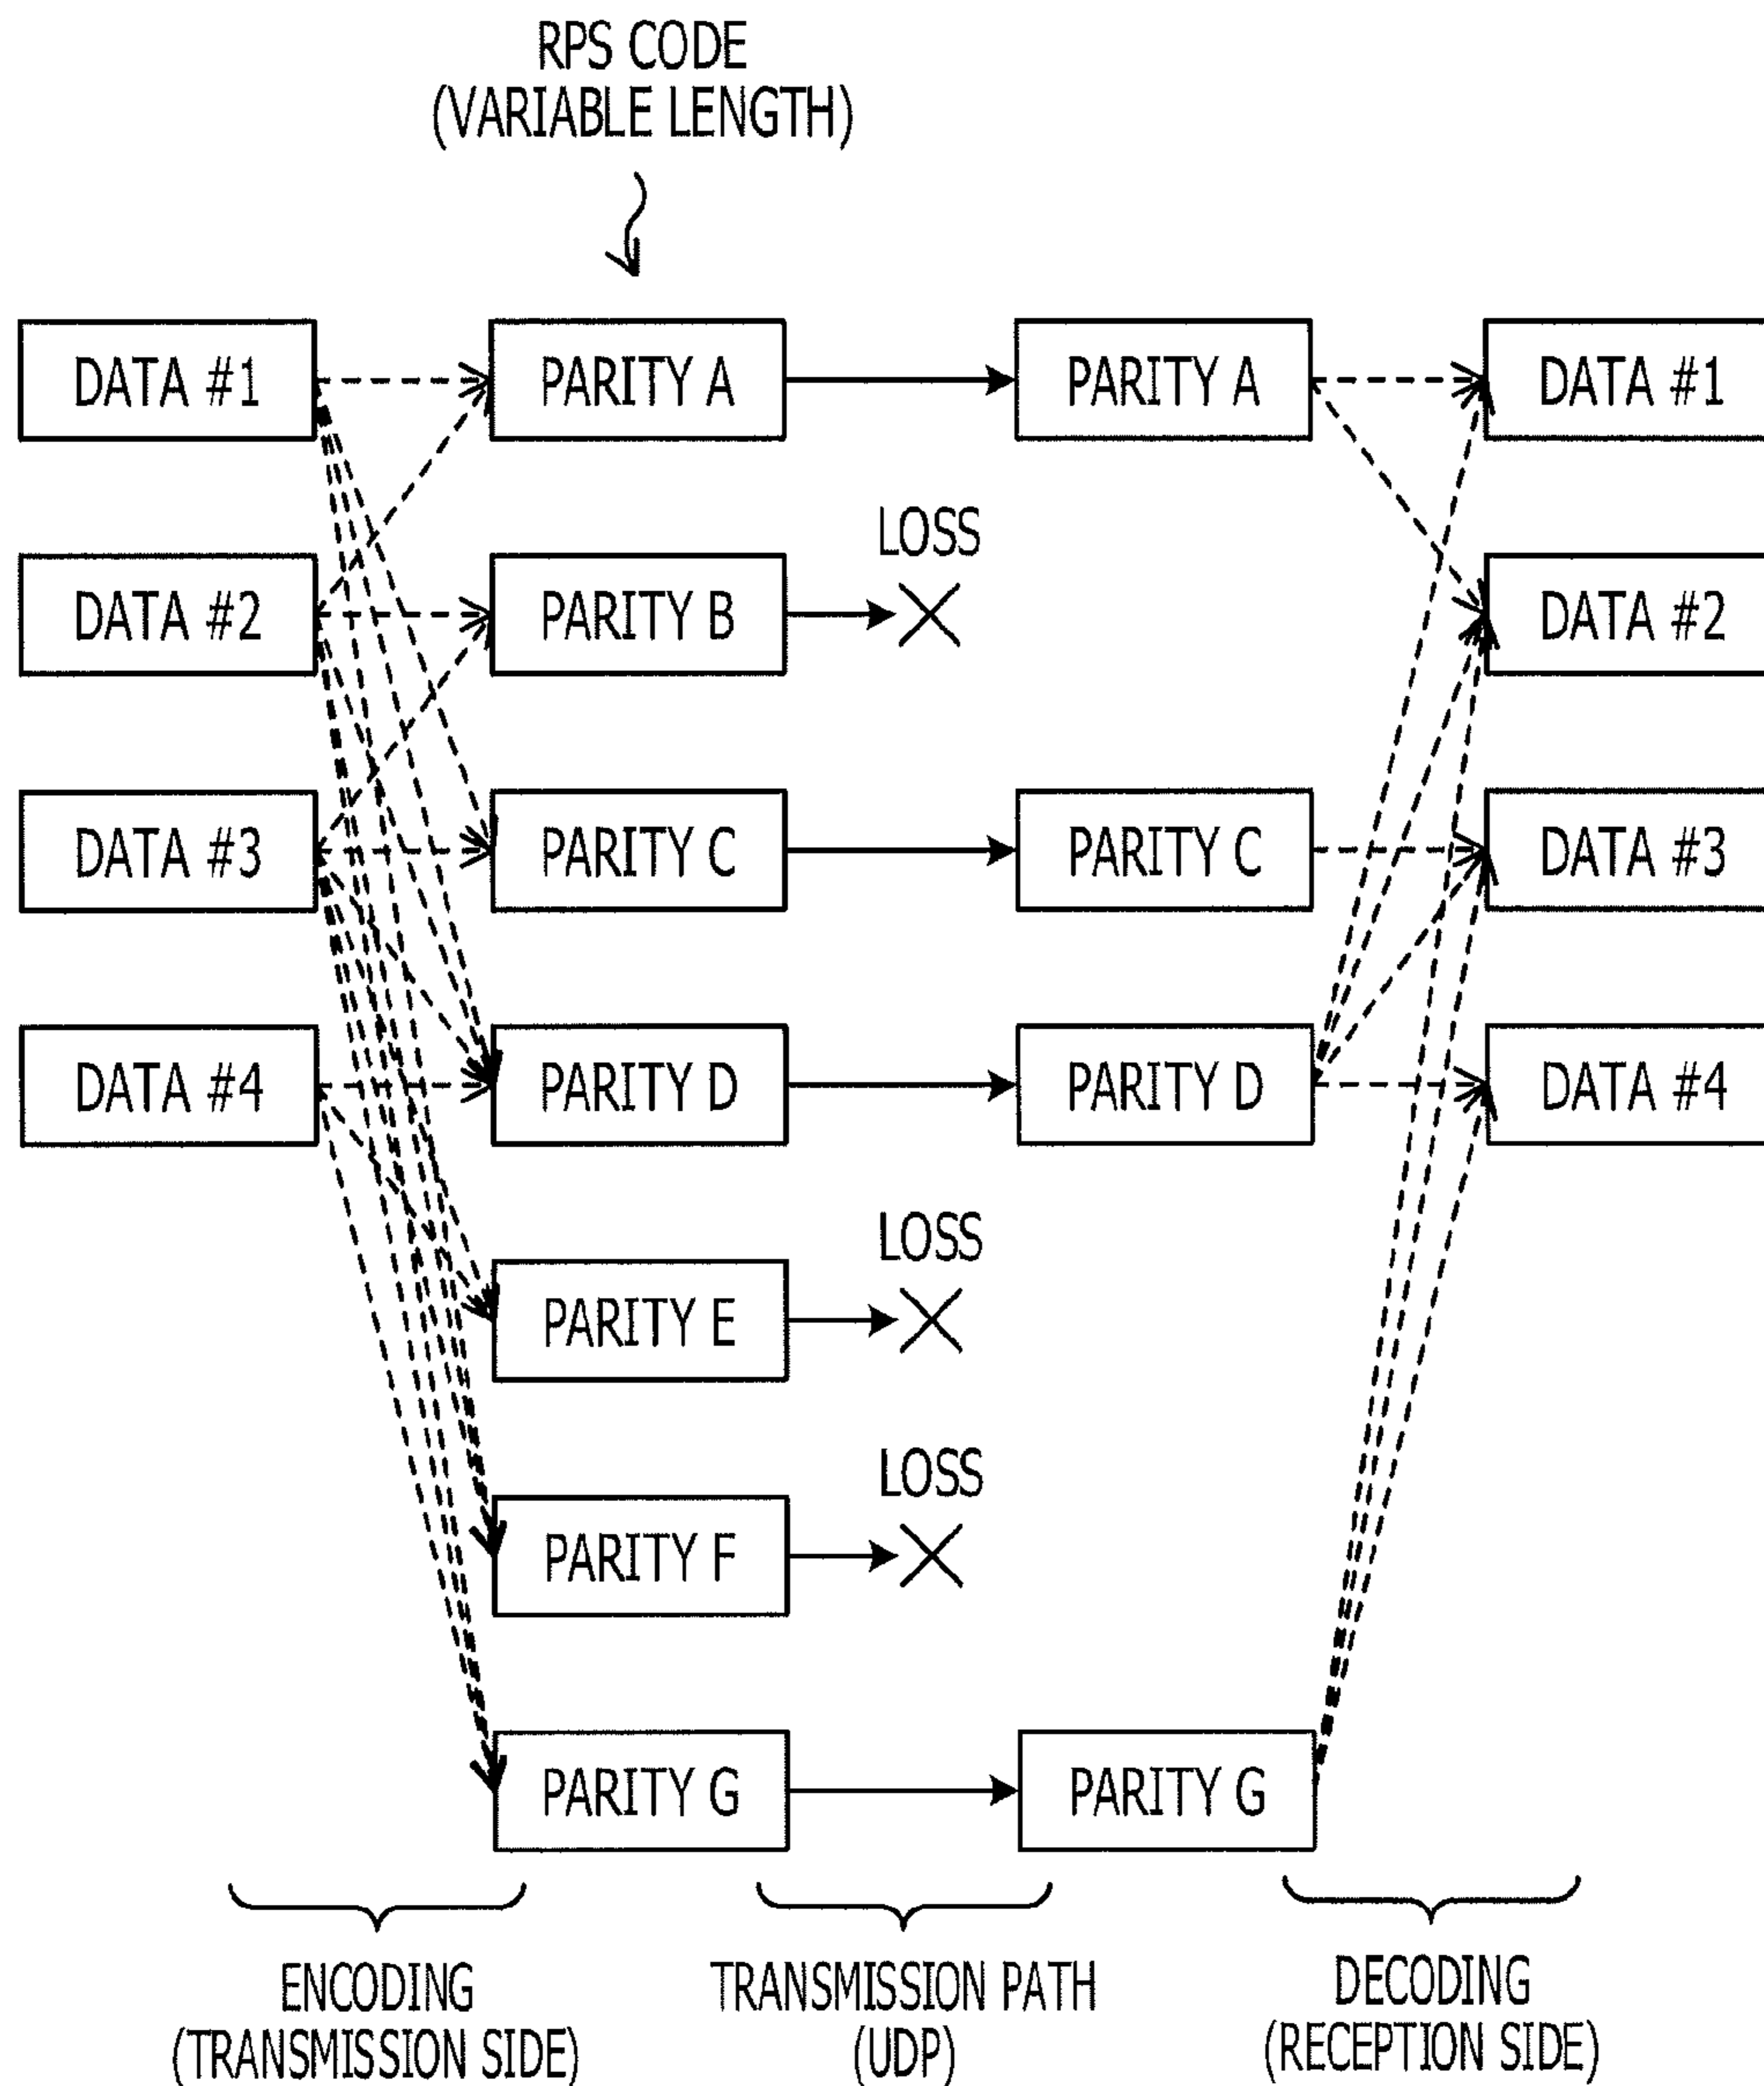 RPS CODE
(VARIABLE LENGTH)
DATA #1
PARITY A
PARITY A
DATA #1
LOSS
DATA #2
PARITY B
DATA #2
DATA #3
PARITY C
PARITY C
DATA #3
DATA #4
PARITY D
PARITY D
DATA #4
LOSS
PARITY E
LOSS
PARITY F
PARITY G
PARITY G
ENCODING
(TRANSMISSION SIDE)
TRANSMISSION PATH
(UDP)
DECODING
(RECEPTION SIDE)